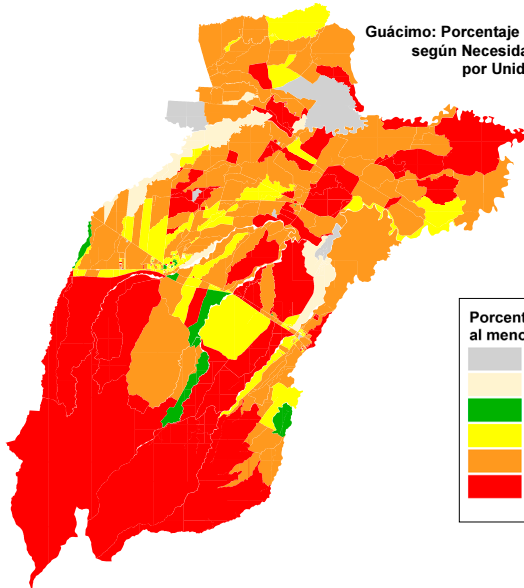 Guácimo: Porcentaje
según Necesida
por Unid
Porcent
al meno